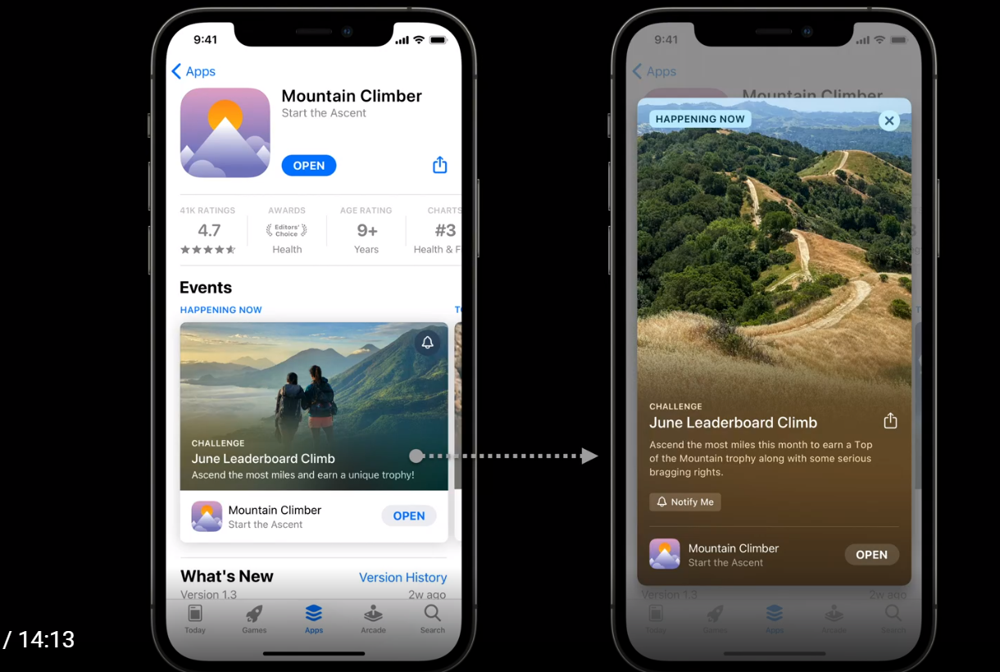 9:41
Apps
Mountain Climber
Start the Ascent
OPEN
41K RATINGS
4.7
AWARDS
Editors'
Choice
Health
AGE RATING
9+
Years
CHARTS
#3
Health & F
Events
HAPPENING NOW
CHALLENGE
June Leaderboard Climb
Ascend the most miles and earn a unique trophy!
Mountain Climber
Start the Ascent
OPEN
What's New
Version History
Version 1.3
2w ago
Today
Games
Apps
Arcade
Search
9:41
Apps
Mountain Climber
HAPPENING NOW
CHALLENGE
June Leaderboard Climb
Ascend the most miles this month to earn a Top
of the Mountain trophy along with some serious
bragging rights.
Notify Me
Mountain Climber
Start the Ascent
OPEN
Version 1.3
2w ago
Today
Games
Apps
Arcade
Search
/ 14:13